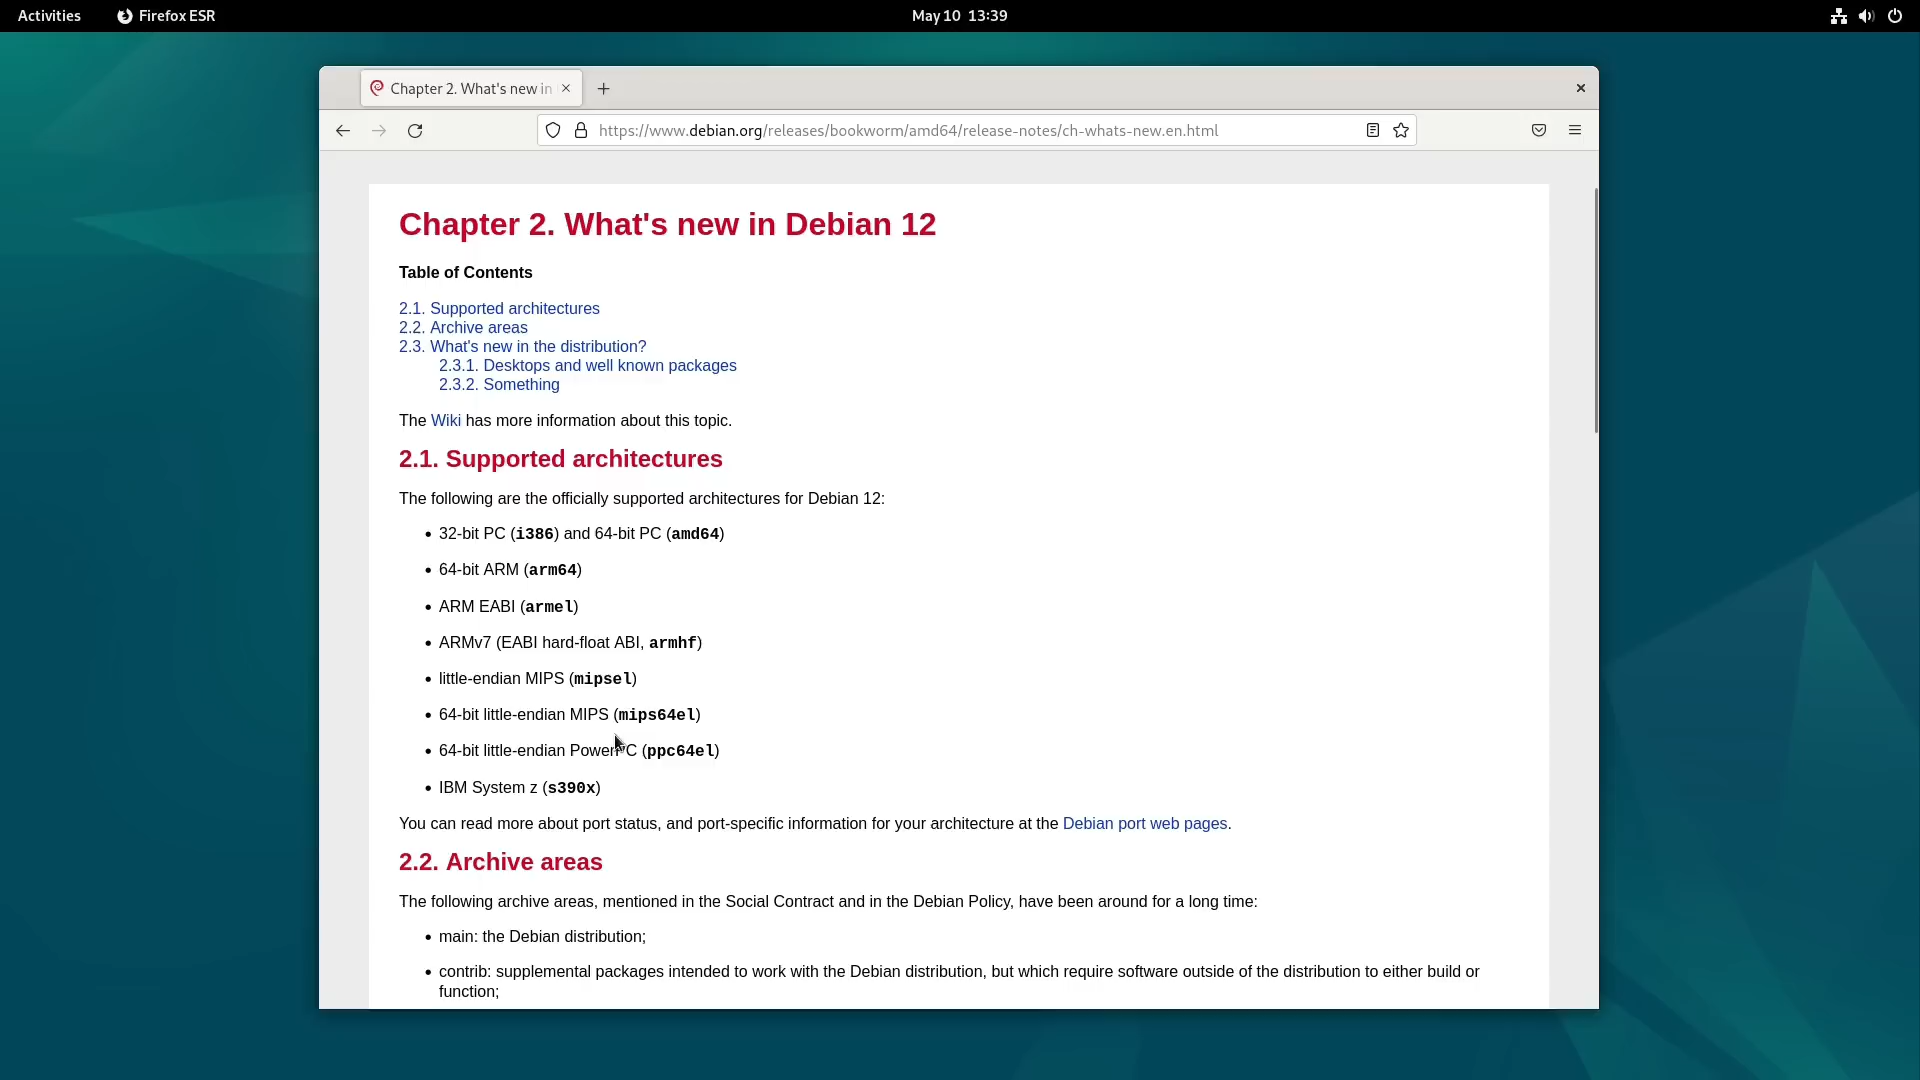 Activities Firefox ESR May 10 13:39
Chapter 2. What's new in
https://www.debian.org/releases/bookworm/amd64/release-notes/ch-whats-new.en.html
Chapter 2. What's new in Debian 12
Table of Contents
2.1. Supported architectures
2.2. Archive areas
2.3. What's new in the distribution?
2.3.1. Desktops and well known packages
2.3.2. Something
The Wiki has more information about this topic.
2.1. Supported architectures
The following are the officially supported architectures for Debian 12:
• 32-bit PC (i386) and 64-bit PC (amd64)
• 64-bit ARM (arm64)
• ARM EABI (armel)
• ARMv7 (EABI hard-float ABI, armhf)
• little-endian MIPS (mipsel)
• 64-bit little-endian MIPS (mips64el)
• 64-bit little-endian PowerPC (ppc64el)
• IBM System z (s390x)
You can read more about port status, and port-specific information for your architecture at the Debian port web pages.
2.2. Archive areas
The following archive areas, mentioned in the Social Contract and in the Debian Policy, have been around for a long time:
• main: the Debian distribution;
• contrib: supplemental packages intended to work with the Debian distribution, but which require software outside of the distribution to either build or
function;